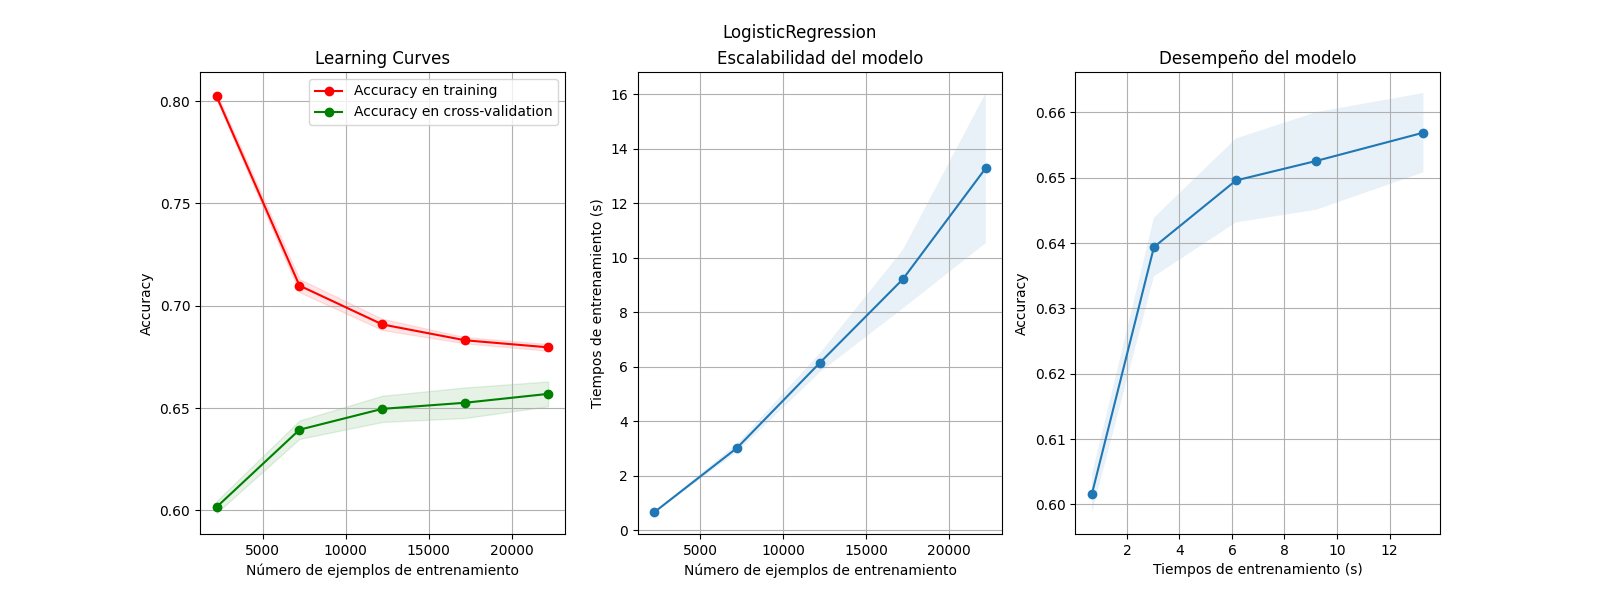 LogisticRegression
Learning Curves
Accuracy en training
Accuracy en cross-validation
0.80
0.75
0.70
0.65
0.60
Accuracy
5000 10000 15000 20000
Número de ejemplos de entrenamiento
Escalabilidad del modelo
16
14
12
10
8
6
4
2
0
Tiempos de entrenamiento (s)
5000 10000 15000 20000
Número de ejemplos de entrenamiento
Desempeño del modelo
0.66
0.65
0.64
0.63
0.62
0.61
0.60
Accuracy
2 4 6 8 10 12
Tiempos de entrenamiento (s)